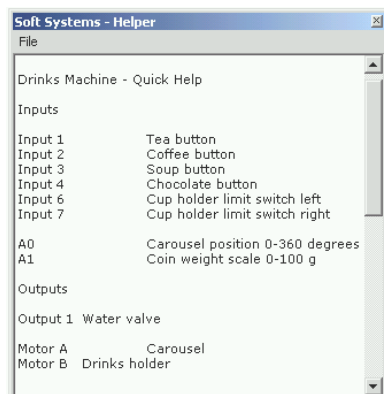 Soft Systems - Helper
File
Drinks Machine - Quick Help
Inputs
Input 1 Tea button
Input 2 Coffee button
Input 3 Soup button
Input 4 Chocolate button
Input 6 Cup holder limit switch left
Input 7 Cup holder limit switch right
A0 Carousel position 0-360 degrees
A1 Coin weight scale 0-100 g
Outputs
Output 1 Water valve
Motor A Carousel
Motor B Drinks holder